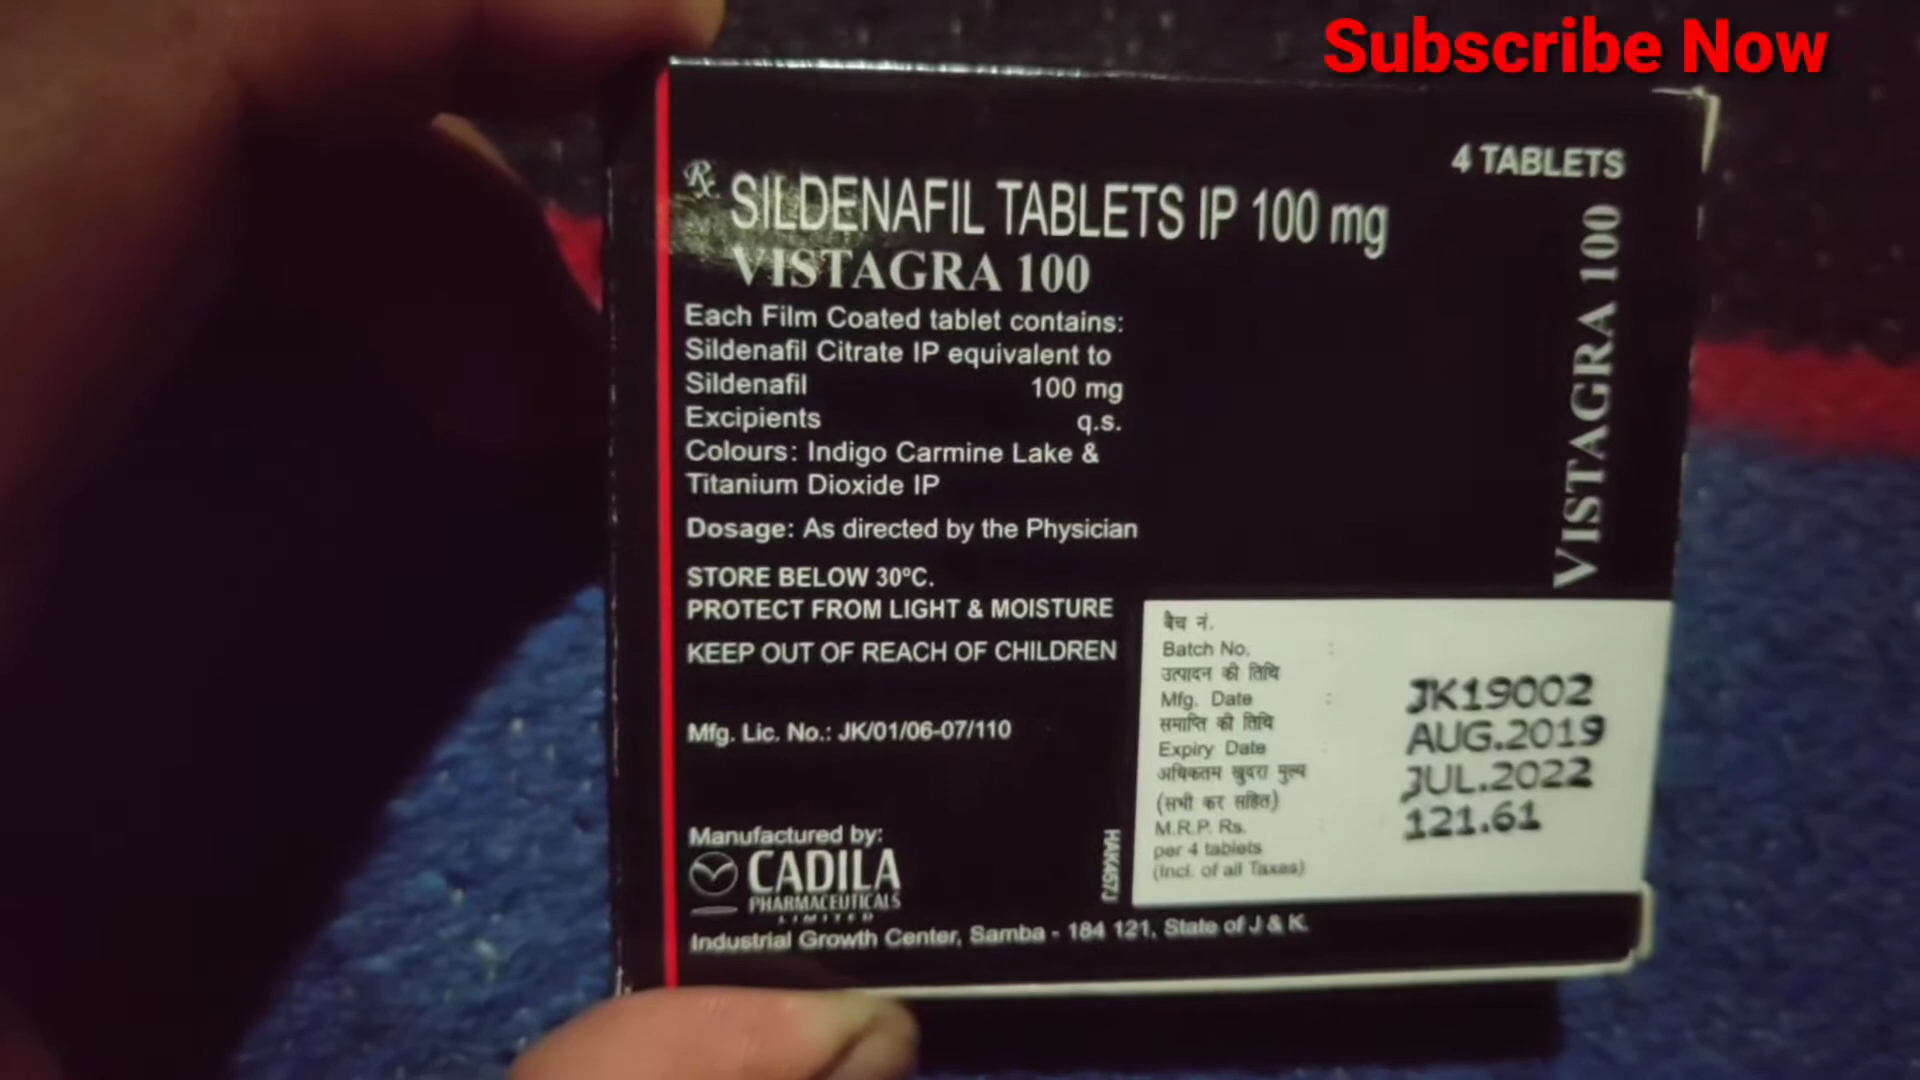 Subscribe Now
4 TABLETS
Rx SILDENAFIL TABLETS IP 100 mg
VISTAGRA 100
Each Film Coated tablet contains:
Sildenafil Citrate IP equivalent to
Sildenafil 100 mg
Excipients q.s.
Colours: Indigo Carmine Lake &
Titanium Dioxide IP
Dosage: As directed by the Physician
STORE BELOW 30°C.
PROTECT FROM LIGHT & MOISTURE
KEEP OUT OF REACH OF CHILDREN
Mfg. Lic. No.: JK/01/06-07/110
Manufactured by:
CADILA
PHARMACEUTICALS
LIMITED
Industrial Growth Center, Samba - 184 121, State of J & K.
VISTAGRA 100
बैच नं.
Batch No. :
उत्पादन की तिथि
Mfg. Date :
समाप्ति की तिथि
Expiry Date :
अधिकतम खुदरा मुल्य
(सभी कर सहित)
M.R.P. Rs. :
per 4 tablets
(Incl. of all Taxes)
JK19002
AUG.2019
JUL.2022
121.61